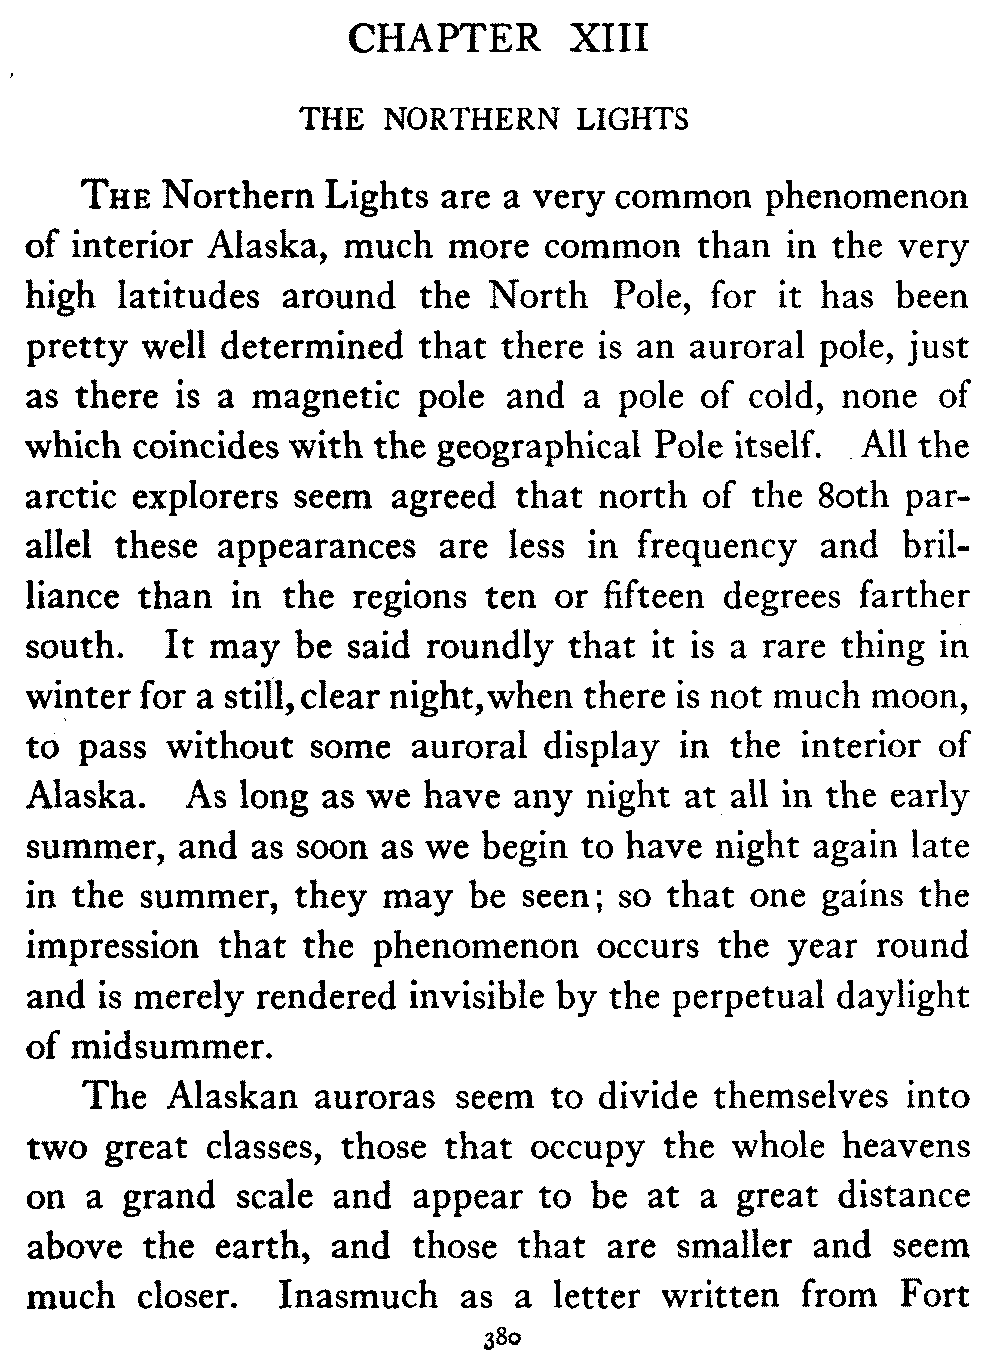 CHAPTER XIII
THE NORTHERN LIGHTS
THE Northern Lights are a very common phenomenon
of interior Alaska, much more common than in the very
high latitudes around the North Pole, for it has been
pretty well determined that there is an auroral pole, just
as there is a magnetic pole and a pole of cold, none of
which coincides with the geographical Pole itself. All the
arctic explorers seem agreed that north of the 80th par-
allel these appearances are less in frequency and bril-
liance than in the regions ten or fifteen degrees farther
south. It may be said roundly that it is a rare thing in
winter for a still, clear night, when there is not much moon,
to pass without some auroral display in the interior of
Alaska. As long as we have any night at all in the early
summer, and as soon as we begin to have night again late
in the summer, they may be seen; so that one gains the
impression that the phenomenon occurs the year round
and is merely rendered invisible by the perpetual daylight
of midsummer.
The Alaskan auroras seem to divide themselves into
two great classes, those that occupy the whole heavens
on a grand scale and appear to be at a great distance
above the earth, and those that are smaller and seem
much closer. Inasmuch as a letter written from Fort
380